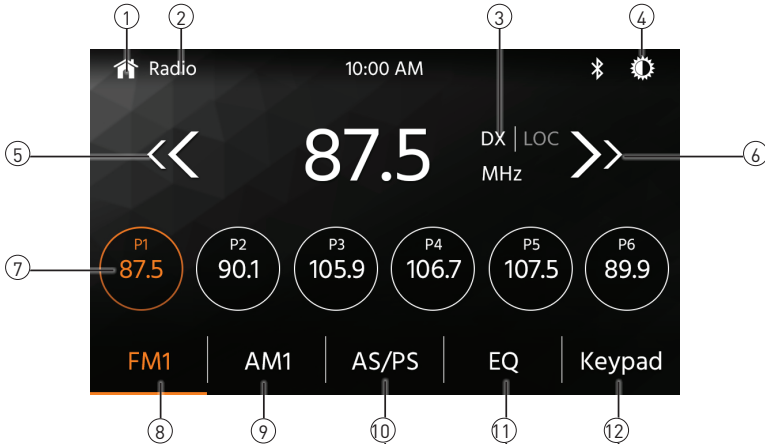 1 2 3 4
Radio 10:00 AM
87.5 DX | LOC
MHz
5 6
P1 P2 P3 P4 P5 P6
87.5 90.1 105.9 106.7 107.5 89.9
7
FM1 AM1 AS/PS EQ Keypad
8 9 10 11 12